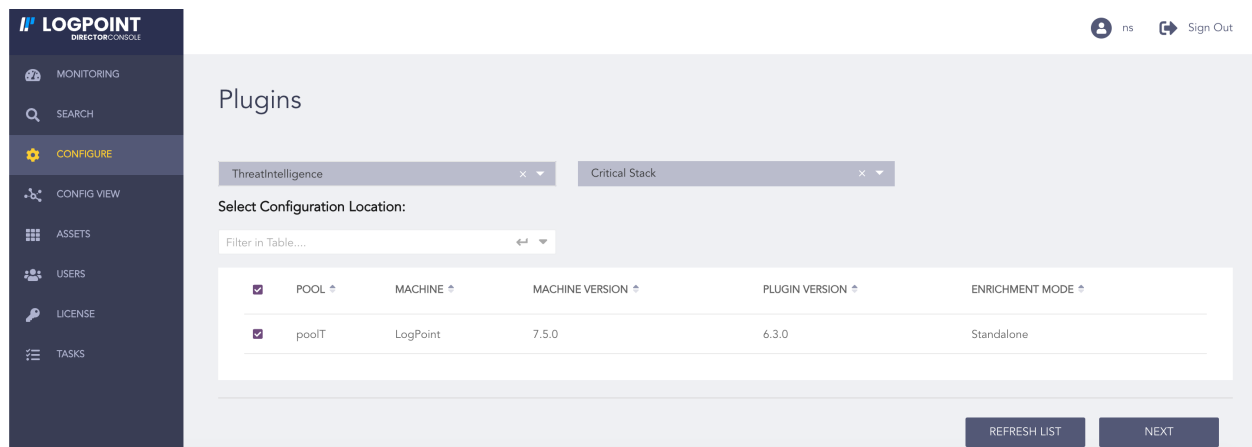 LOGPOINT
DIRECTORCONSOLE
ns Sign Out
MONITORING
SEARCH
CONFIGURE
CONFIG VIEW
ASSETS
USERS
LICENSE
TASKS
Plugins
ThreatIntelligence Critical Stack
Select Configuration Location:
Filter in Table....
POOL MACHINE MACHINE VERSION PLUGIN VERSION ENRICHMENT MODE
poolT LogPoint 7.5.0 6.3.0 Standalone
REFRESH LIST NEXT